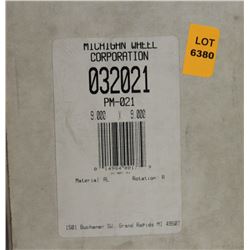 LOT
6380
MICHIGAN WHEEL
CORPORATION
032021
PM-021
9.000 X 9.000
Material: AL Rotation: R
1501 Buchanan SW, Grand Rapids MI 49507